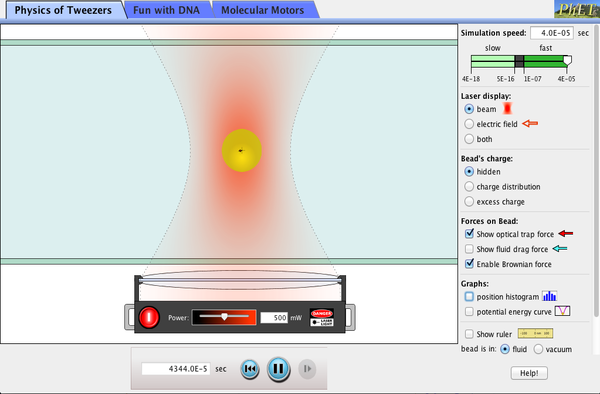 Physics of Tweezers
Fun with DNA
Molecular Motors
PhET
Simulation speed: 4.0E-05 sec
slow fast
4E-18 5E-16 1E-07 4E-05
Laser display:
beam
electric field
both
Bead's charge:
hidden
charge distribution
excess charge
Forces on Bead:
Show optical trap force
Show fluid drag force
Enable Brownian force
Graphs:
position histogram
potential energy curve
Show ruler
bead is in: fluid vacuum
Help!
Power: 500 mW
DANGER
LASER LIGHT
4344.0E-5 sec